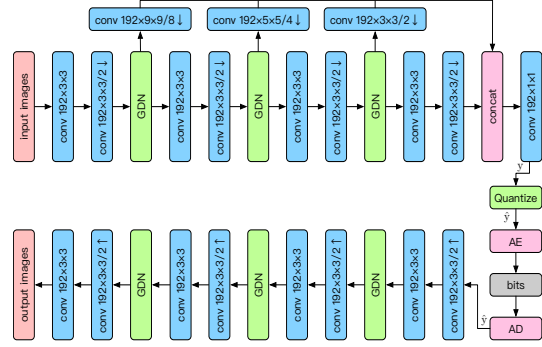 conv 192×9×9/8↓
conv 192×5×5/4↓
conv 192×3×3/2↓
input images
conv 192×3×3
conv 192×3×3/2↓
GDN
conv 192×3×3
conv 192×3×3/2↓
GDN
conv 192×3×3
conv 192×3×3/2↓
GDN
conv 192×3×3
conv 192×3×3/2↓
concat
conv 192×1×1
y
Quantize
ŷ
AE
bits
AD
ŷ
output images
conv 192×3×3
conv 192×3×3/2↑
GDN
conv 192×3×3
conv 192×3×3/2↑
GDN
conv 192×3×3
conv 192×3×3/2↑
GDN
conv 192×3×3
conv 192×3×3/2↑